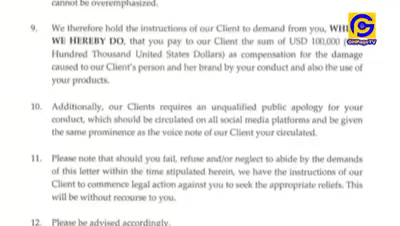 cannot be overemphasized.
9. We therefore hold the instructions of our Client to demand from you, WHI
WE HEREBY DO, that you pay to our Client the sum of USD 100,000 (
Hundred Thousand United States Dollars) as compensation for the damage
caused to our Client's person and her brand by your conduct and also the use of
your products.
10. Additionally, our Clients requires an unqualified public apology for your
conduct, which should be circulated on all social media platforms and be given
the same prominence as the voice note of our Client your circulated.
11. Please note that should you fail, refuse and/or neglect to abide by the demands
of this letter within the time stipulated herein, we have the instructions of our
Client to commence legal action against you to seek the appropriate reliefs. This
will be without recourse to you.
12. Please be advised accordingly.
G